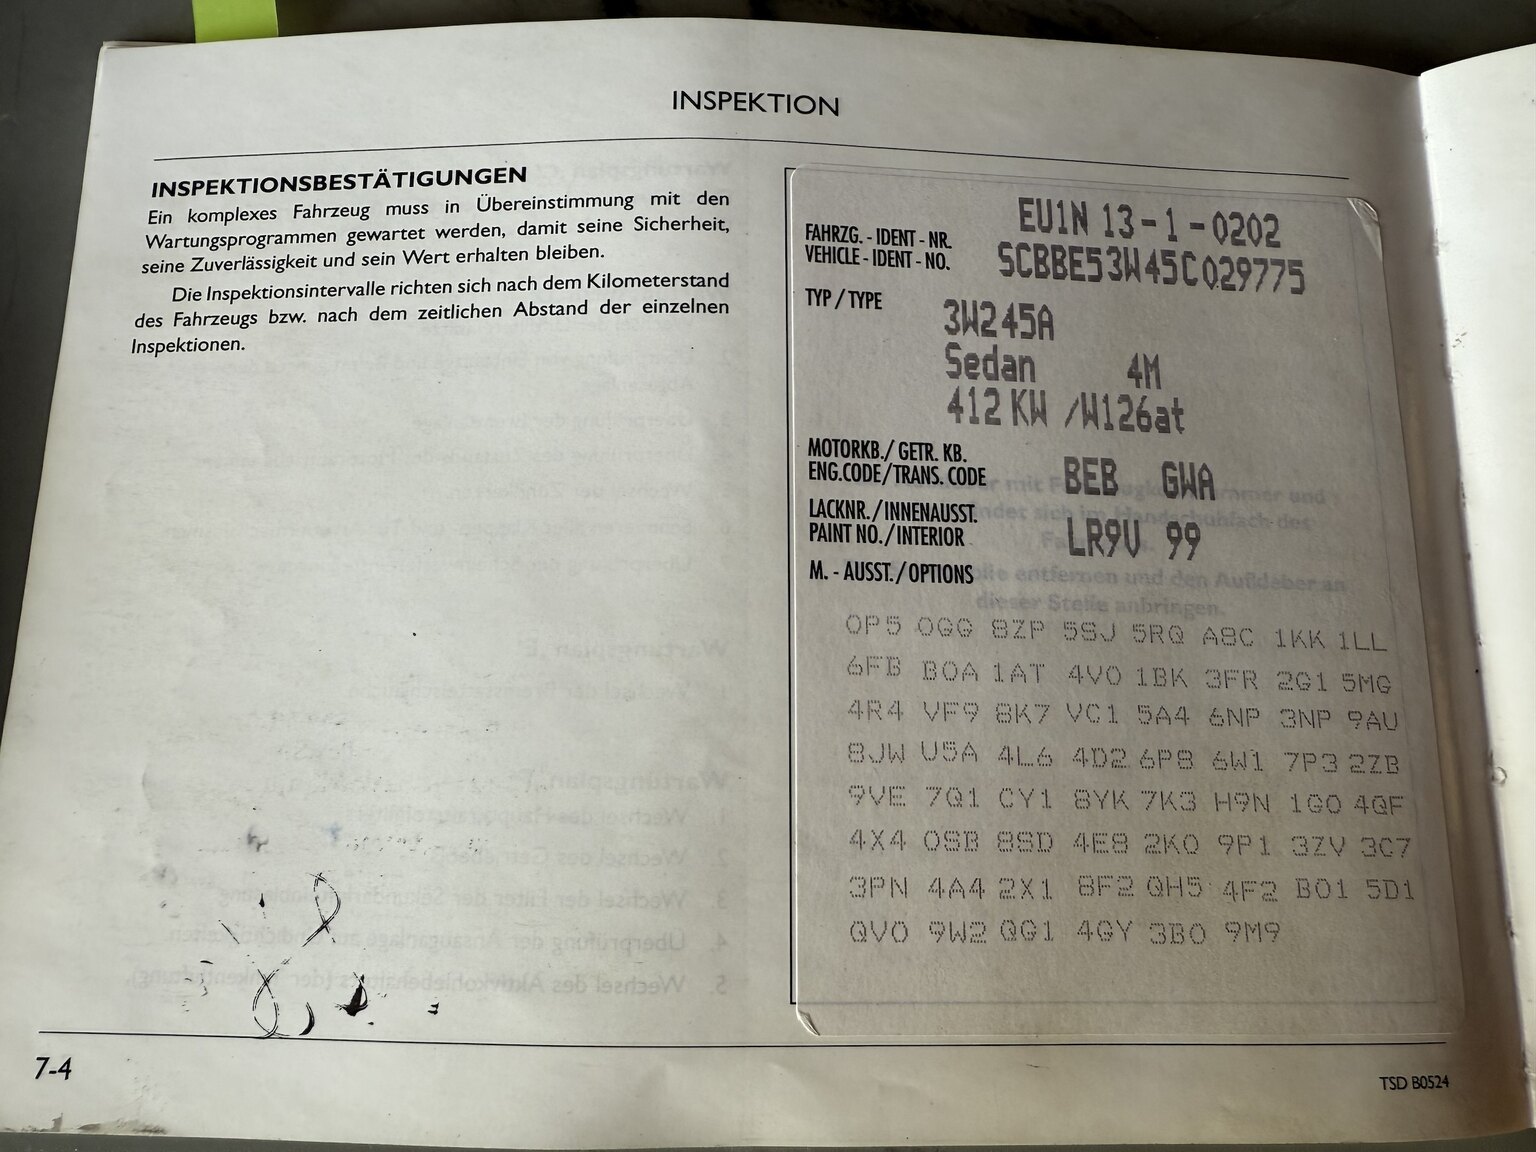 INSPEKTION
INSPEKTIONSBESTÄTIGUNGEN
Ein komplexes Fahrzeug muss in Übereinstimmung mit den
Wartungsprogrammen gewartet werden, damit seine Sicherheit,
seine Zuverlässigkeit und sein Wert erhalten bleiben.
Die Inspektionsintervalle richten sich nach dem Kilometerstand
des Fahrzeugs bzw. nach dem zeitlichen Abstand der einzelnen
Inspektionen.
EU1N 13-1-0202
FAHRZG.-IDENT-NR.
VEHICLE-IDENT-NO. SCBBE53W45C029775
TYP/TYPE
3W245A
Sedan 4M
412 KW /W126at
MOTORKB./GETR. KB.
ENG.CODE/TRANS. CODE BEB GWA
LACKNR./INNENAUSST.
PAINT NO./INTERIOR LR9V 99
M.-AUSST./OPTIONS
0P5 0GG 8ZP 5SJ 5RQ A8C 1KK 1LL
6FB B0A 1AT 4V0 1BK 3FR 2G1 5MG
4R4 VF9 8K7 VC1 5A4 6NP 3NP 9AU
8JW U5A 4L6 4D2 6P8 6W1 7P3 2ZB
9VE 7Q1 CY1 8YK 7K3 H9N 1G0 4QF
4X4 0SB 8SD 4E8 2K0 9P1 3ZV 3C7
3PN 4A4 2X1 8F2 QH5 4F2 B01 5D1
QV0 9W2 QG1 4GY 3B0 9M9
7-4
TSD B0524